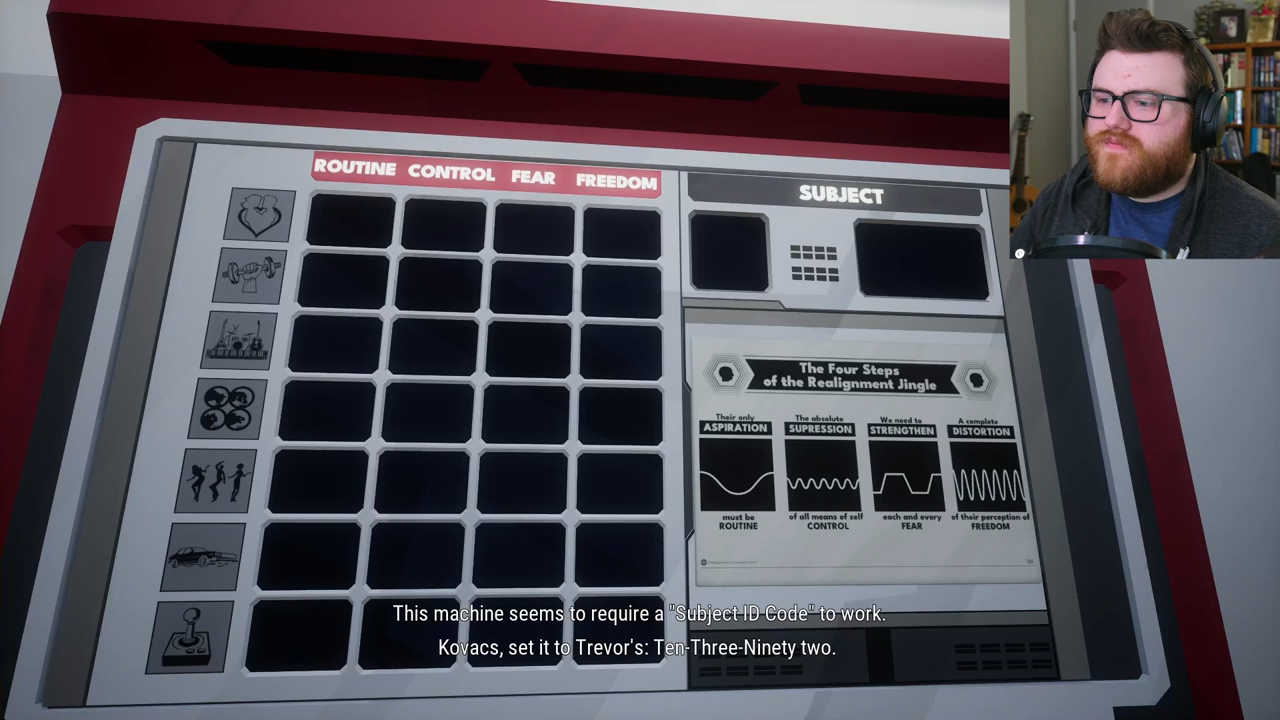 ROUTINE CONTROL FEAR FREEDOM
SUBJECT
The Four Steps
of the Realignment Jingle
Their only
ASPIRATION
must be
ROUTINE
The absolute
SUPRESSION
of all means of self
CONTROL
We need to
STRENGTHEN
each and every
FEAR
A complete
DISTORTION
of their perception of
FREEDOM
This machine seems to require a "Subject ID Code" to work.
Kovacs, set it to Trevor's: Ten-Three-Ninety two.